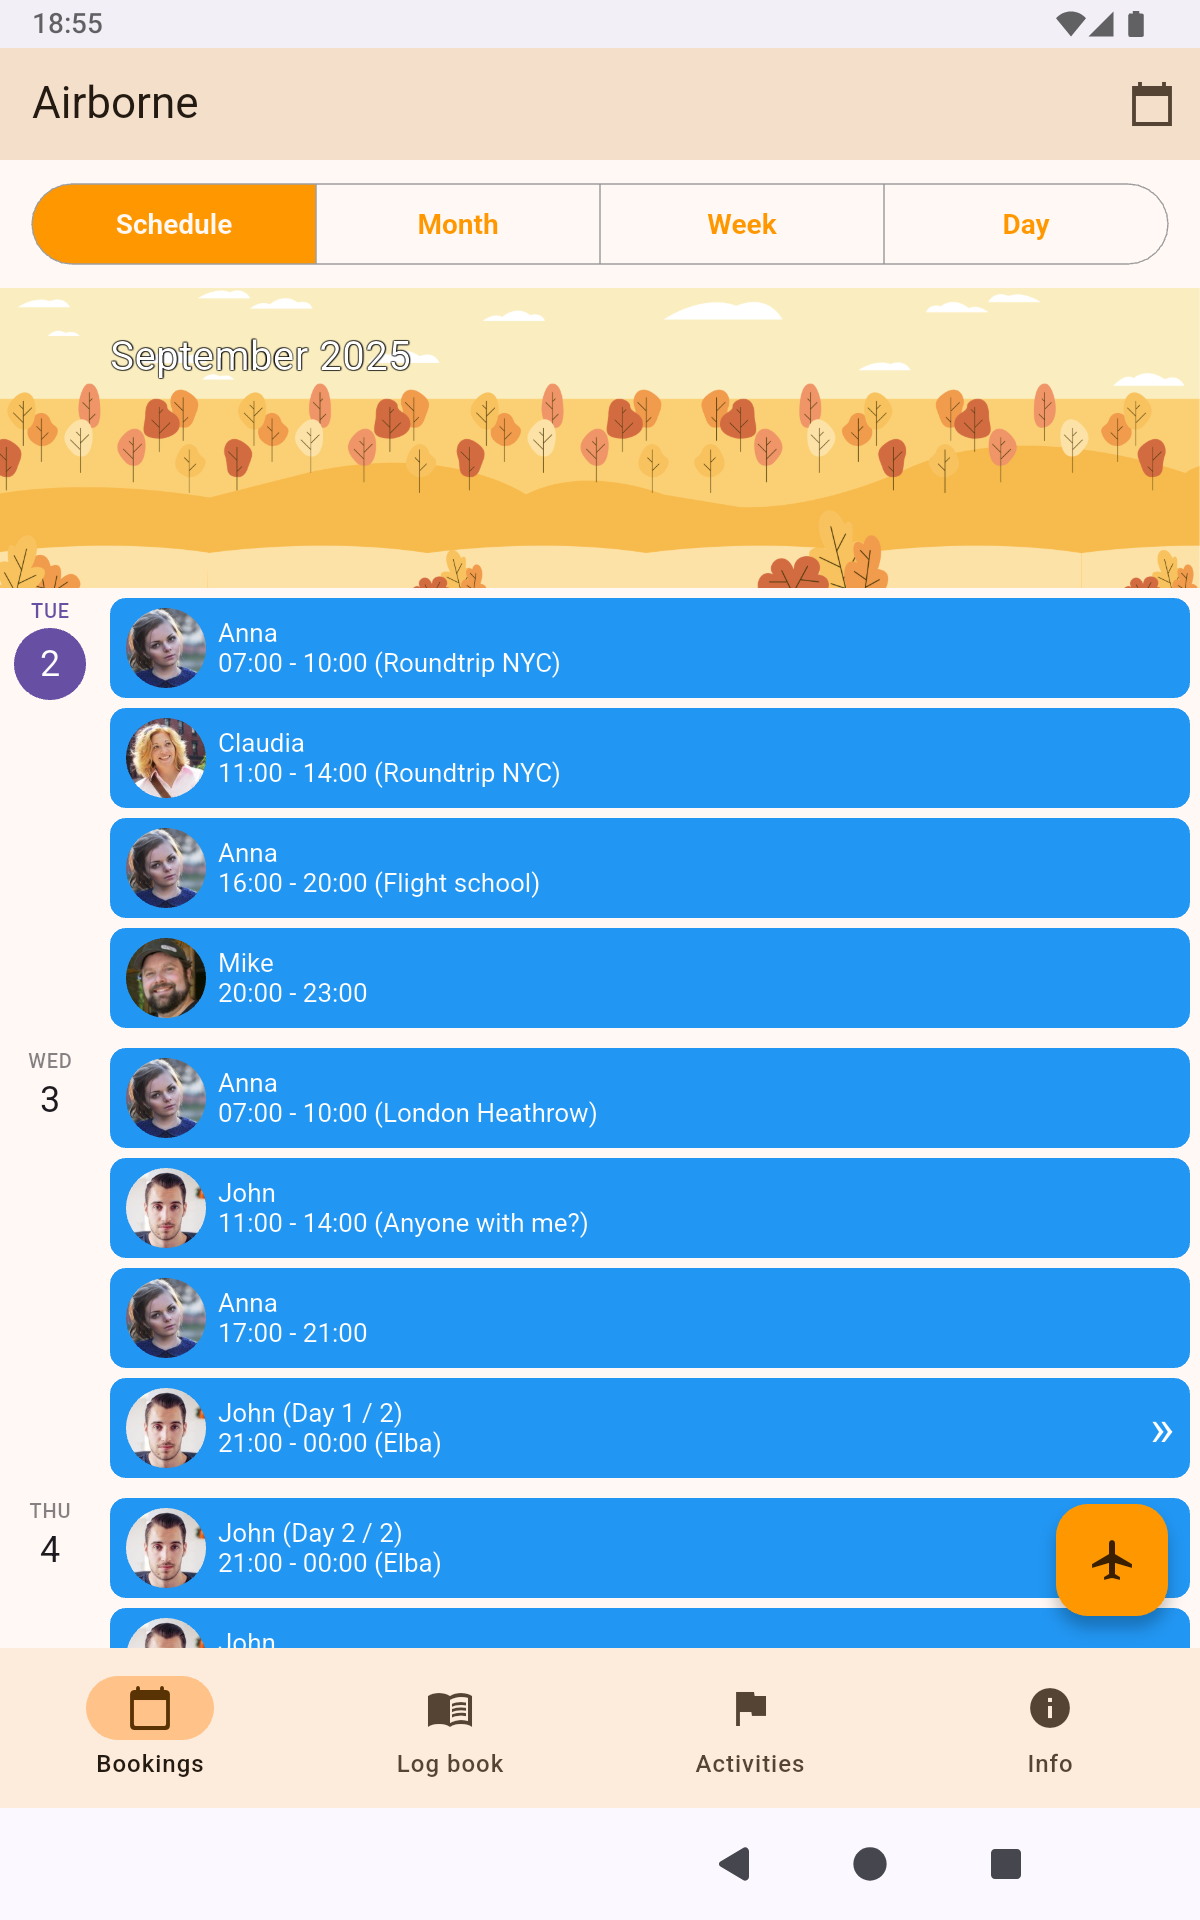 18:55
Airborne
Schedule
Month
Week
Day
September 2025
TUE
2
Anna
07:00 - 10:00 (Roundtrip NYC)
Claudia
11:00 - 14:00 (Roundtrip NYC)
Anna
16:00 - 20:00 (Flight school)
Mike
20:00 - 23:00
WED
3
Anna
07:00 - 10:00 (London Heathrow)
John
11:00 - 14:00 (Anyone with me?)
Anna
17:00 - 21:00
John (Day 1 / 2)
21:00 - 00:00 (Elba)
»
THU
4
John (Day 2 / 2)
21:00 - 00:00 (Elba)
John
Bookings
Log book
Activities
Info